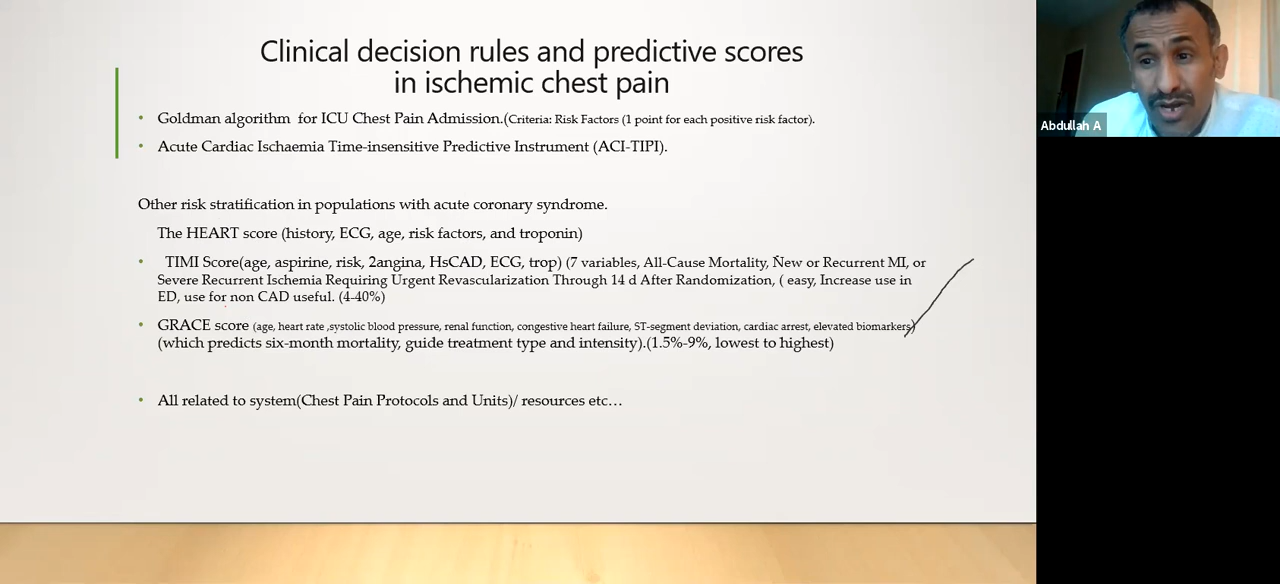 Clinical decision rules and predictive scores
in ischemic chest pain
• Goldman algorithm for ICU Chest Pain Admission.(Criteria: Risk Factors (1 point for each positive risk factor).
• Acute Cardiac Ischaemia Time-insensitive Predictive Instrument (ACI-TIPI).
Other risk stratification in populations with acute coronary syndrome.
The HEART score (history, ECG, age, risk factors, and troponin)
• TIMI Score(age, aspirine, risk, 2angina, HsCAD, ECG, trop) (7 variables, All-Cause Mortality, New or Recurrent MI, or
Severe Recurrent Ischemia Requiring Urgent Revascularization Through 14 d After Randomization, ( easy, Increase use in
ED, use for non CAD useful. (4-40%)
• GRACE score (age, heart rate ,systolic blood pressure, renal function, congestive heart failure, ST-segment deviation, cardiac arrest, elevated biomarkers)
(which predicts six-month mortality, guide treatment type and intensity).(1.5%-9%, lowest to highest)
• All related to system(Chest Pain Protocols and Units)/ resources etc…
Abdullah A